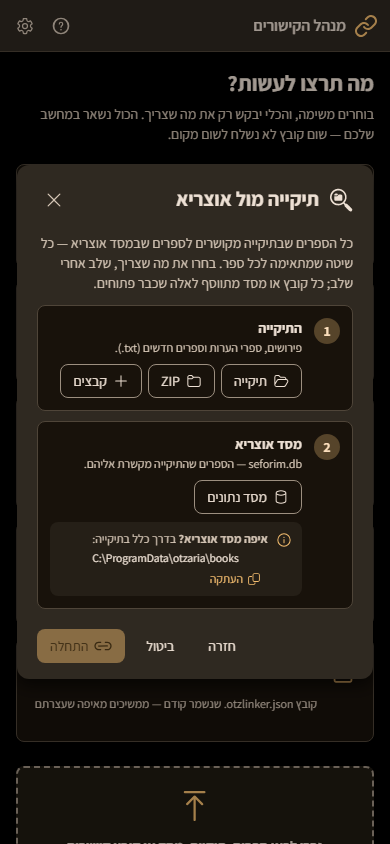 מנהל הקישורים
מה תרצו לעשות?
בוחרים משימה, והכלי יבקש רק את מה שצריך. הכול נשאר במחשב
שלכם — שום קובץ לא נשלח לשום מקום.
תיקייה מול אוצריא
כל הספרים שבתיקייה מקושרים לספרים שבמסד אוצריא — כל
שיטה שמתאימה לכל ספר. בחרו את מה שצריך, שלב אחרי
שלב; כל קובץ או מסד מתווסף לאלה שכבר פתוחים.
1
התיקייה
פירושים, ספרי הערות וספרים חדשים (txt.).
תיקייה
ZIP
קבצים
2
מסד אוצריא
seforim.db — הספרים שהתיקייה מקשרת אליהם.
מסד נתונים
איפה מסד אוצריא? בדרך כלל בתיקייה:
C:\ProgramData\otzaria\books
העתקה
חזרה
ביטול
התחלה
קובץ otzlinker.json. שנשמר קודם — ממשיכים מאיפה שעצרתם